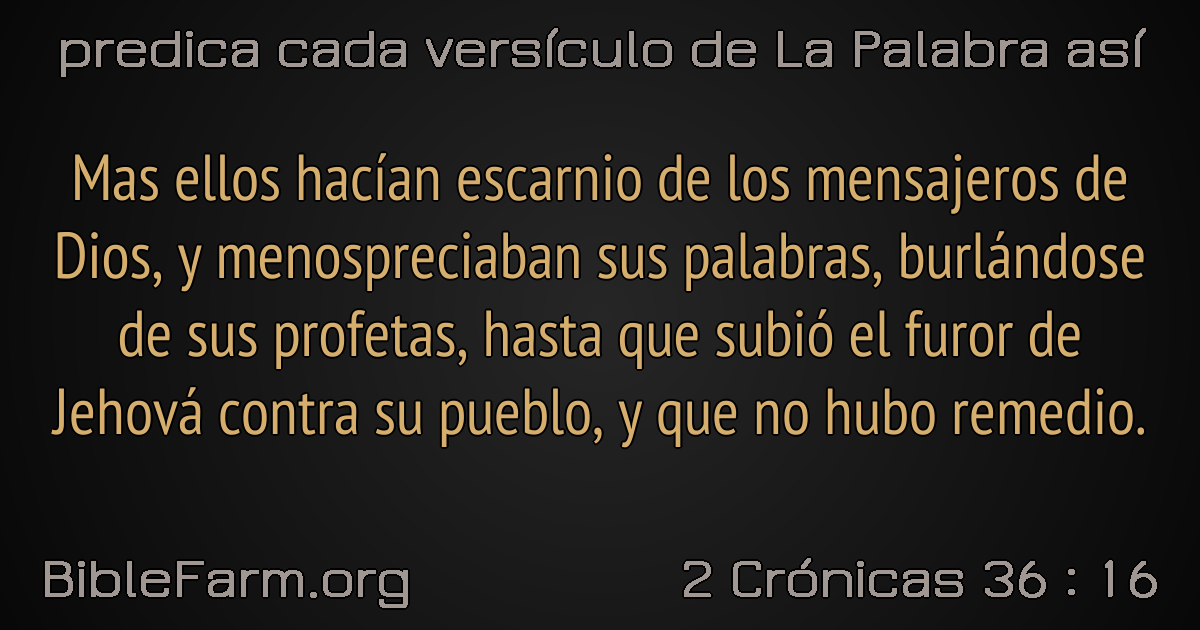 predica cada versículo de La Palabra así
Mas ellos hacían escarnio de los mensajeros de
Dios, y menospreciaban sus palabras, burlándose
de sus profetas, hasta que subió el furor de
Jehová contra su pueblo, y que no hubo remedio.
BibleFarm.org
2 Crónicas 36 : 16